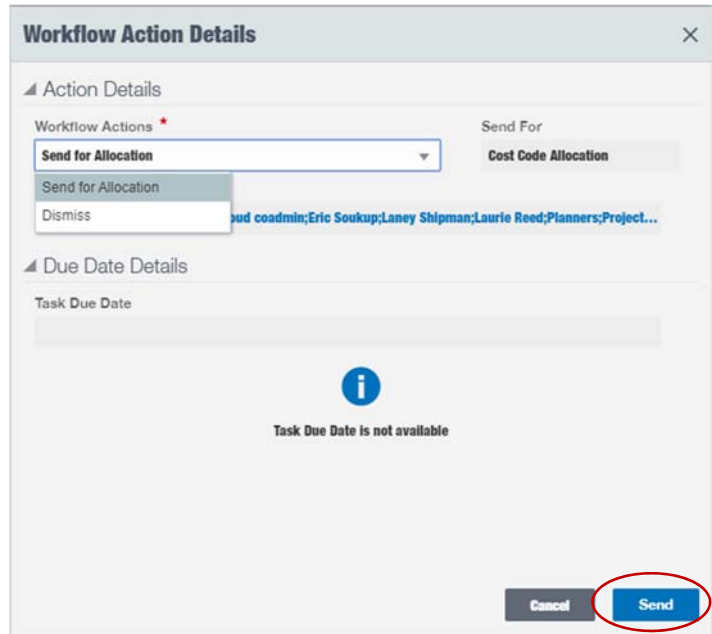 Workflow Action Details
Action Details
Workflow Actions *
Send For
Send for Allocation
Cost Code Allocation
Send for Allocation
Dismiss
coadmin;Eric Soukup;Laney Shipman;Laurie Reed;Planners;Project...
Due Date Details
Task Due Date
Task Due Date is not available
Cancel
Send